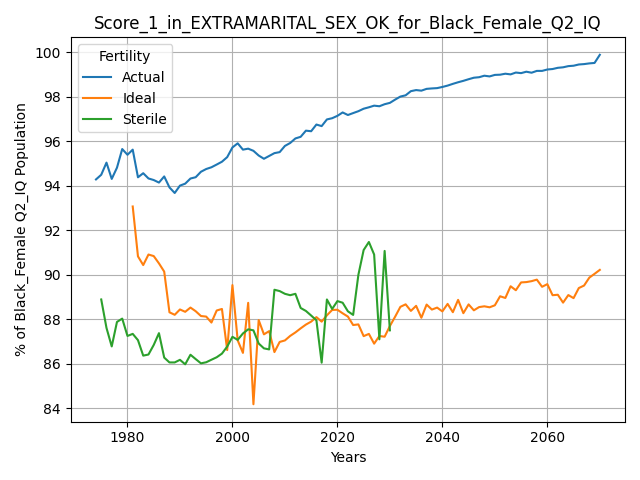 Score_1_in_EXTRAMARITAL_SEX_OK_for_Black_Female_Q2_IQ
% of Black_Female Q2_IQ Population
100
98
96
94
92
90
88
86
84
Fertility
Actual
Ideal
Sterile
1980 2000 2020 2040 2060
Years